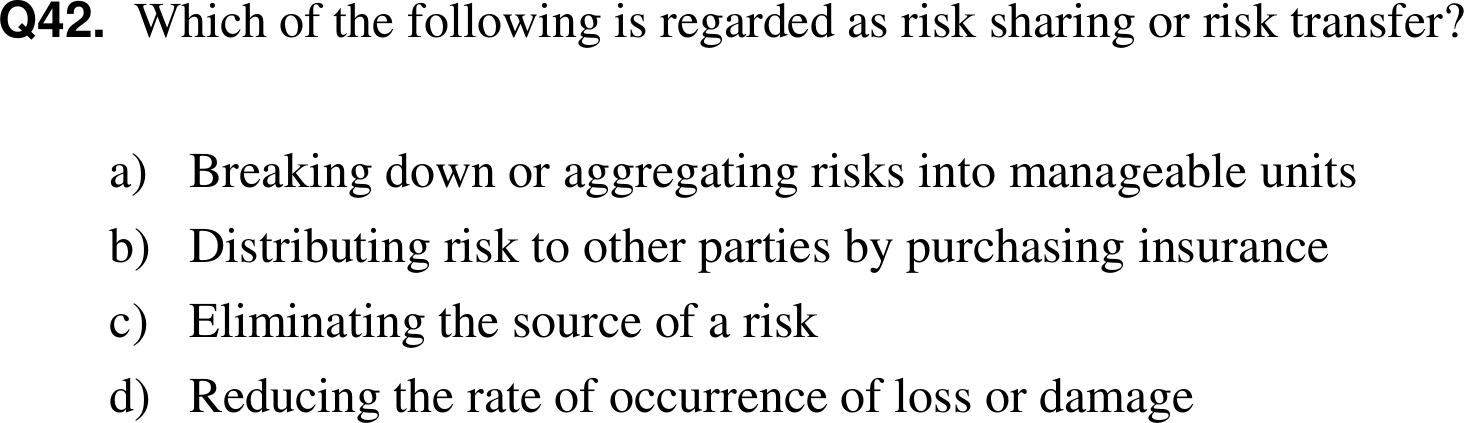 Q42. Which of the following is regarded as risk sharing or risk transfer?
a) Breaking down or aggregating risks into manageable units
b) Distributing risk to other parties by purchasing insurance
c) Eliminating the source of a risk
d) Reducing the rate of occurrence of loss or damage